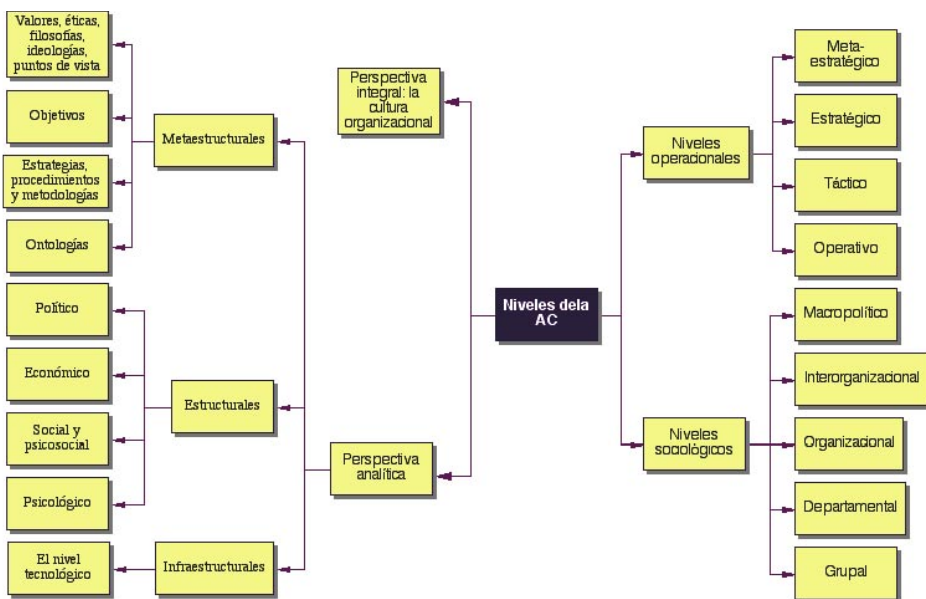 Valores, éticas,
filosofías,
ideologías,
puntos de vista
Objetivos
Estrategias,
procedimientos
y metodologías
Ontologías
Metaestructurales
Político
Económico
Social y
psicosocial
Psicológico
Estructurales
El nivel
tecnológico
Infraestructurales
Perspectiva
integral: la
cultura
organizacional
Perspectiva
analítica
Niveles dela
AC
Niveles
operacionales
Meta-
estratégico
Estratégico
Táctico
Operativo
Niveles
sociològicos
Macropolítico
Interorganizacional
Organizacional
Departamental
Grupal